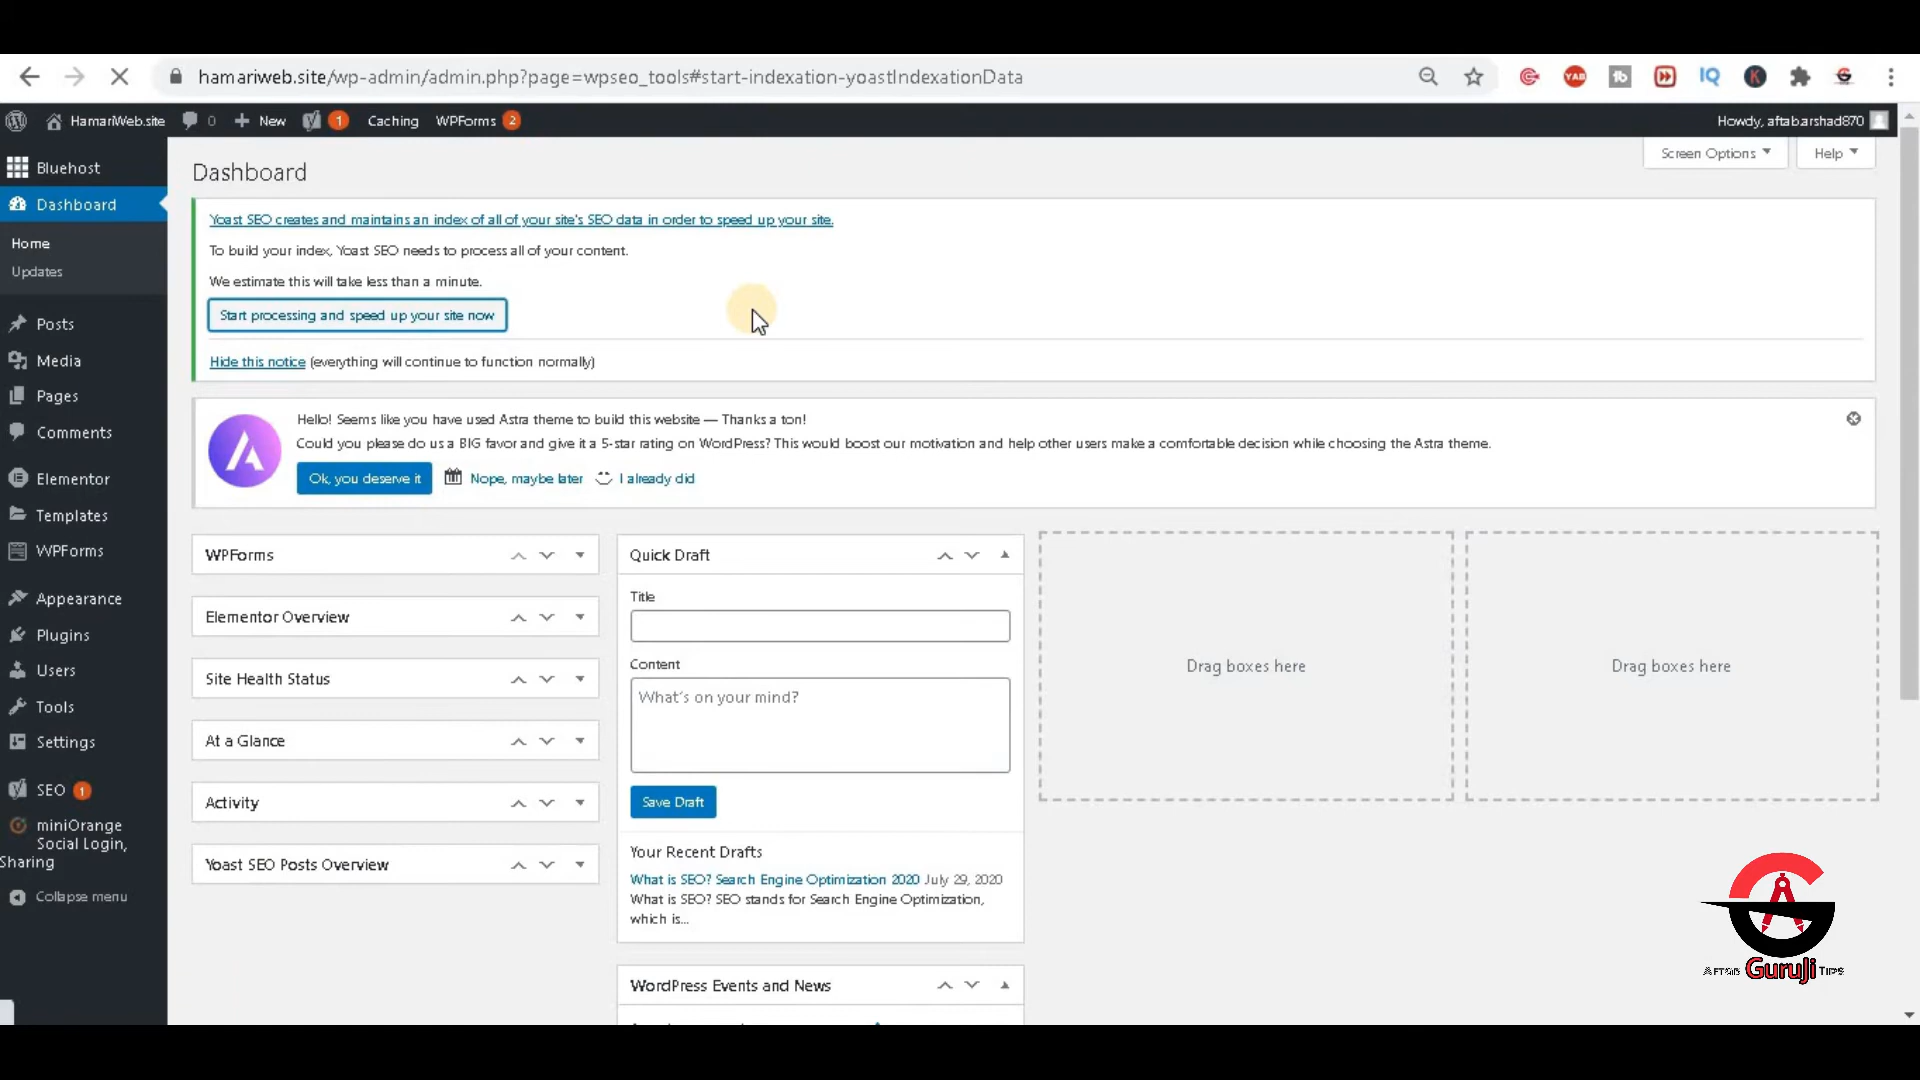 hamariweb.site/wp-admin/admin.php?page=wpseo_tools#start-indexation-yoastIndexationData
HamariWeb.site 0 New 1 Caching WPForms 2 Howdy, aftab.arshad870
Screen Options Help
Bluehost
Dashboard
Home
Updates
Posts
Media
Pages
Comments
Elementor
Templates
WPForms
Appearance
Plugins
Users
Tools
Settings
SEO 1
miniOrange
Social Login,
Sharing
Collapse menu
Dashboard
Yoast SEO creates and maintains an index of all of your site's SEO data in order to speed up your site.
To build your index, Yoast SEO needs to process all of your content.
We estimate this will take less than a minute.
Start processing and speed up your site now
Hide this notice (everything will continue to function normally)
Hello! Seems like you have used Astra theme to build this website — Thanks a ton!
Could you please do us a BIG favor and give it a 5-star rating on WordPress? This would boost our motivation and help other users make a comfortable decision while choosing the Astra theme.
Ok, you deserve it Nope, maybe later I already did
WPForms
Elementor Overview
Site Health Status
At a Glance
Activity
Yoast SEO Posts Overview
Quick Draft
Title
Content
What's on your mind?
Save Draft
Your Recent Drafts
What is SEO? Search Engine Optimization 2020 July 29, 2020
What is SEO? SEO stands for Search Engine Optimization,
which is...
WordPress Events and News
Drag boxes here
Drag boxes here
Aftab GuruJi Tips